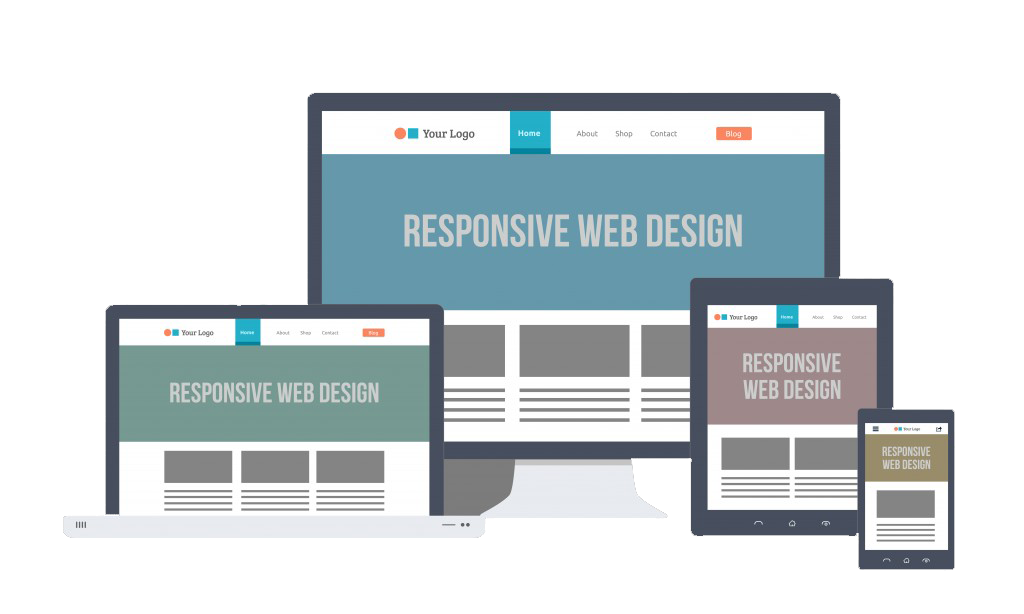 Your Logo Home About Shop Contact Blog
RESPONSIVE WEB DESIGN
Your Logo Home About Shop Contact Blog
RESPONSIVE WEB DESIGN
Your Logo Home About Shop Contact
RESPONSIVE
WEB DESIGN
Your Logo
RESPONSIVE
WEB DESIGN